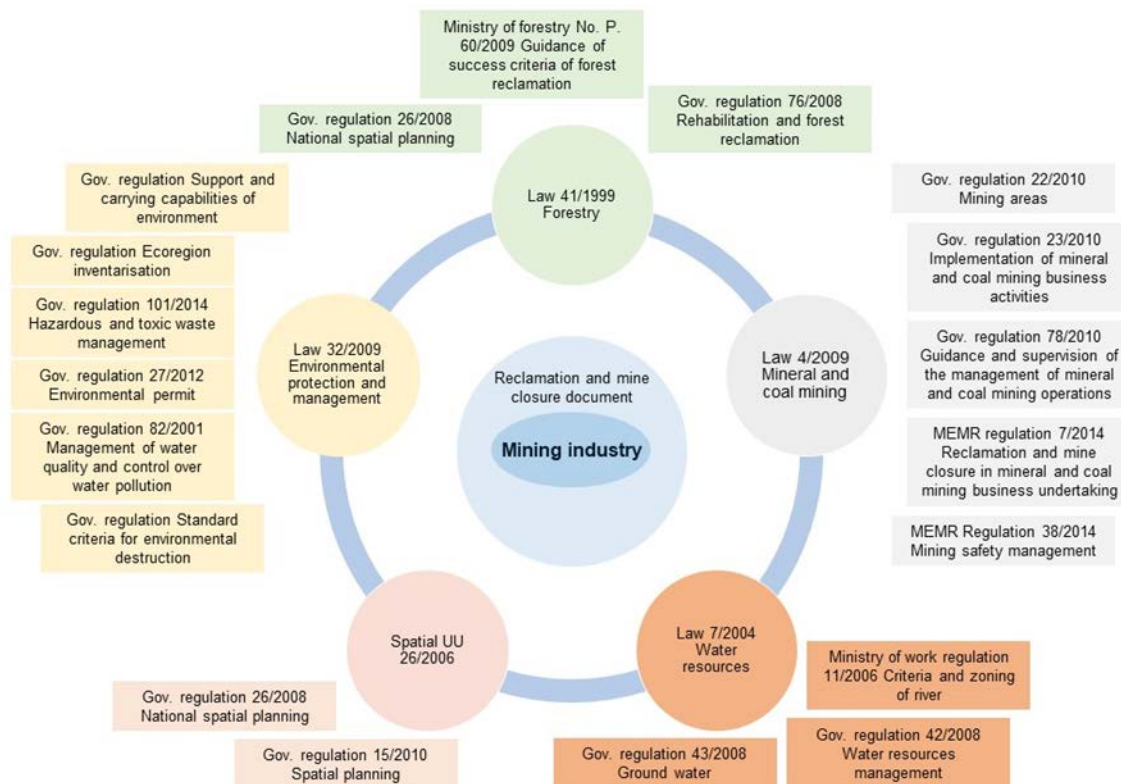 Ministry of forestry No. P.
60/2009 Guidance of
success criteria of forest
reclamation
Gov. regulation 26/2008
National spatial planning
Gov. regulation 76/2008
Rehabilitation and forest
reclamation
Law 41/1999
Forestry
Gov. regulation Support and
carrying capabilities of
environment
Gov. regulation Ecoregion
inventarisation
Gov. regulation 101/2014
Hazardous and toxic waste
management
Gov. regulation 27/2012
Environmental permit
Gov. regulation 82/2001
Management of water
quality and control over
water pollution
Gov. regulation Standard
criteria for environmental
destruction
Law 32/2009
Environmental
protection and
management
Reclamation and mine
closure document
Mining industry
Law 4/2009
Mineral and
coal mining
Gov. regulation 22/2010
Mining areas
Gov. regulation 23/2010
Implementation of mineral
and coal mining business
activities
Gov. regulation 78/2010
Guidance and supervision of
the management of mineral
and coal mining operations
MEMR regulation 7/2014
Reclamation and mine
closure in mineral and coal
mining business undertaking
MEMR Regulation 38/2014
Mining safety management
Spatial UU
26/2006
Gov. regulation 26/2008
National spatial planning
Gov. regulation 15/2010
Spatial planning
Law 7/2004
Water
resources
Ministry of work regulation
11/2006 Criteria and zoning
of river
Gov. regulation 42/2008
Water resources
management
Gov. regulation 43/2008
Ground water